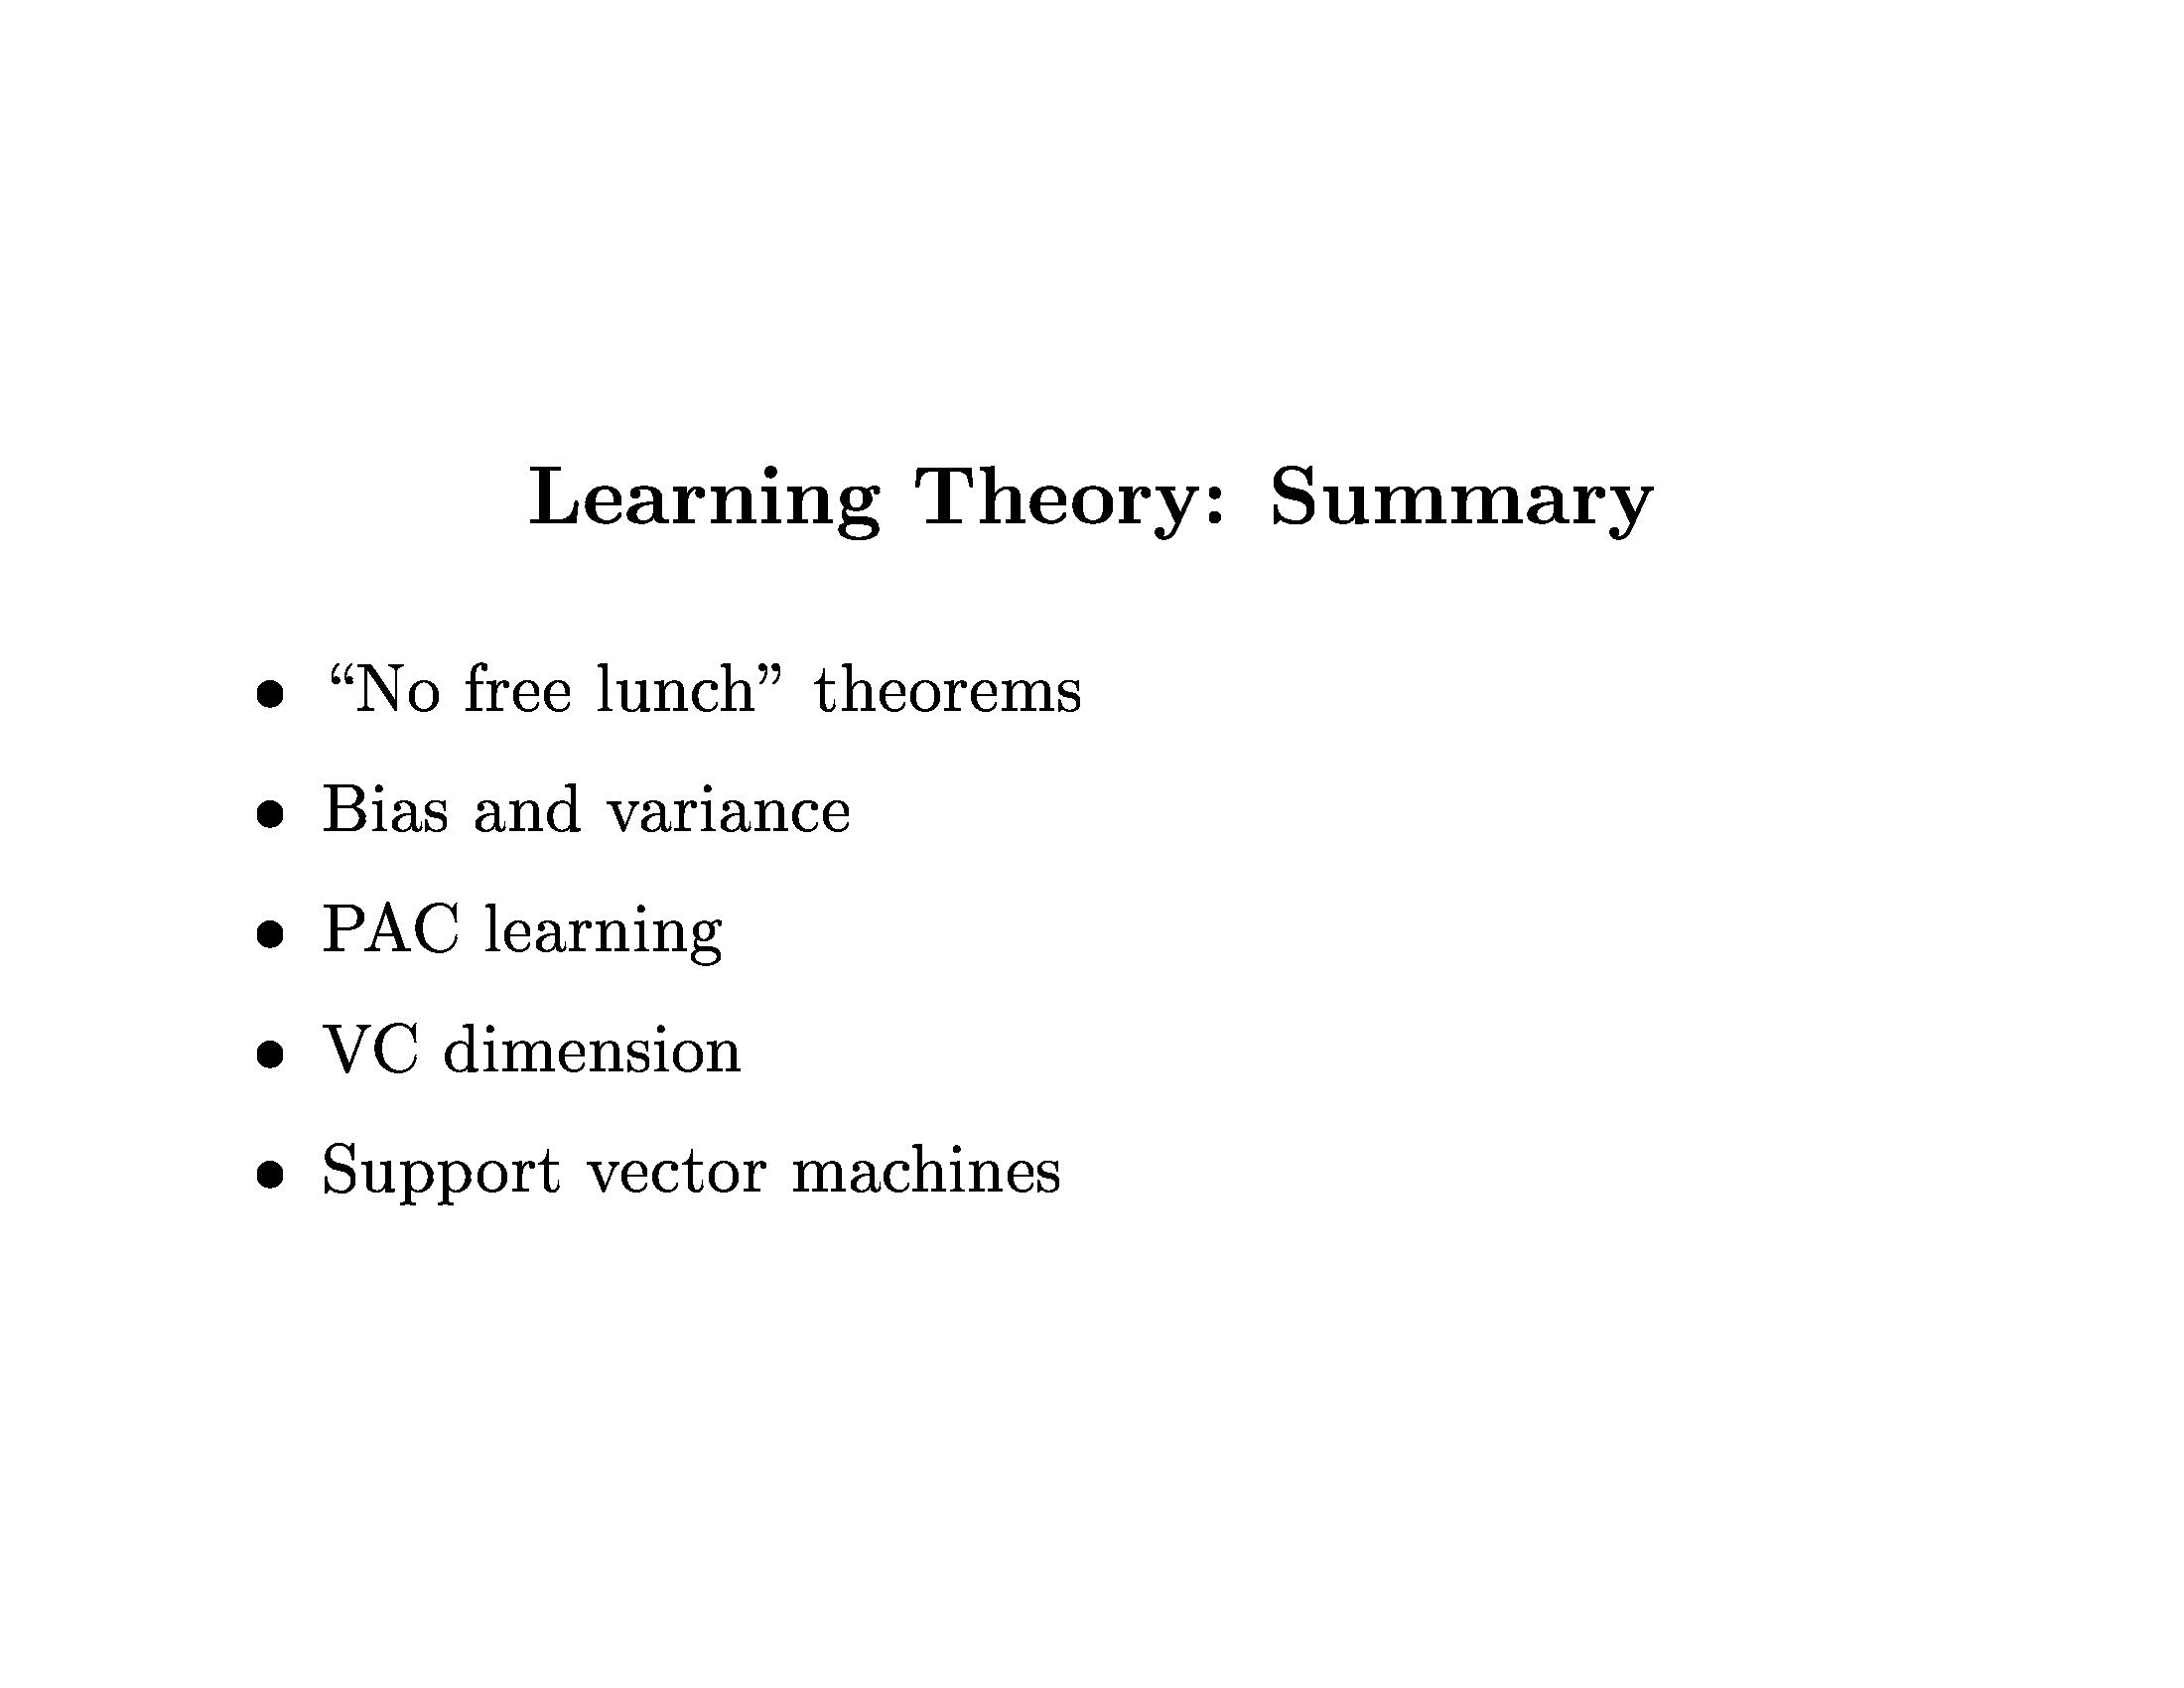 Learning Theory: Summary
• “No free lunch” theorems
• Bias and variance
• PAC learning
• VC dimension
• Support vector machines